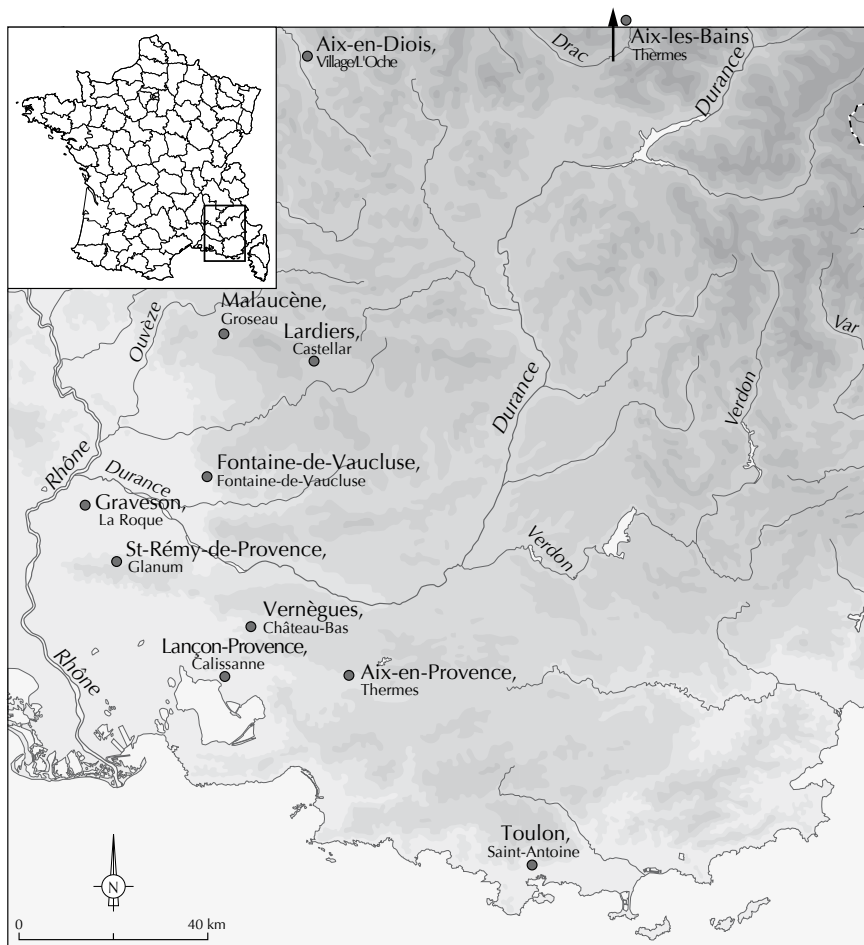 Aix-en-Diois,
Village/L'Oche
Drac
Aix-les-Bains
Thermes
Durance
Malaucène,
Groseau
Ouvèze
Lardiers,
Castellar
Var
Durance
Verdon
Rhône
Durance
Fontaine-de-Vaucluse,
Fontaine-de-Vaucluse
Graveson,
La Roque
St-Rémy-de-Provence,
Glanum
Verdon
Vernègues,
Château-Bas
Lançon-Provence,
Calissanne
Rhône
Aix-en-Provence,
Thermes
Toulon,
Saint-Antoine
N
0
40 km